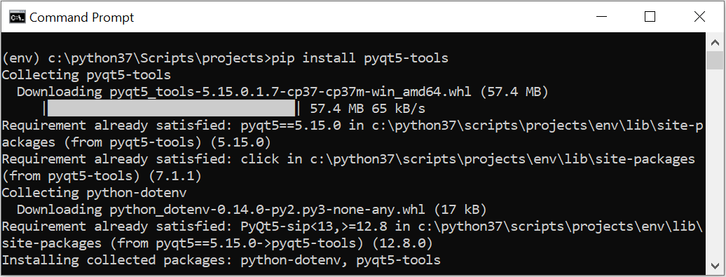 Command Prompt
(env) c:\python37\Scripts\projects>pip install pyqt5-tools
Collecting pyqt5-tools
  Downloading pyqt5_tools-5.15.0.1.7-cp37-cp37m-win_amd64.whl (57.4 MB)
     |                                | 57.4 MB 65 kB/s
Requirement already satisfied: pyqt5==5.15.0 in c:\python37\scripts\projects\env\lib\site-p
ackages (from pyqt5-tools) (5.15.0)
Requirement already satisfied: click in c:\python37\scripts\projects\env\lib\site-packages
(from pyqt5-tools) (7.1.1)
Collecting python-dotenv
  Downloading python_dotenv-0.14.0-py2.py3-none-any.whl (17 kB)
Requirement already satisfied: PyQt5-sip<13,>=12.8 in c:\python37\scripts\projects\env\lib\
site-packages (from pyqt5==5.15.0->pyqt5-tools) (12.8.0)
Installing collected packages: python-dotenv, pyqt5-tools